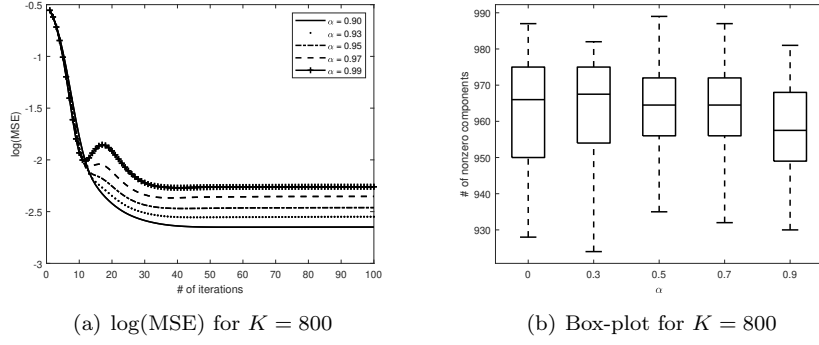 -0.5
-1
-1.5
-2
-2.5
-3
log(MSE)
0 10 20 30 40 50 60 70 80 90 100
# of iterations
α = 0.90
α = 0.93
α = 0.95
α = 0.97
α = 0.99
(a) log(MSE) for K = 800
990
980
970
960
950
940
930
# of nonzero components
0 0.3 0.5 0.7 0.9
α
(b) Box-plot for K = 800